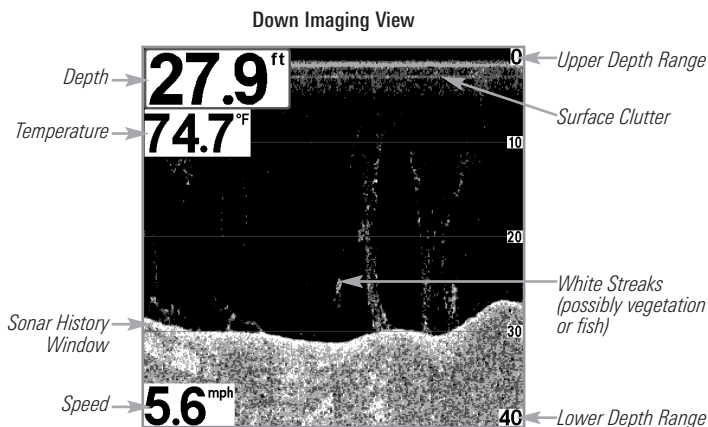 Down Imaging View
Depth
27.9 ft
Temperature
74.7 °F
Sonar History
Window
Speed
5.6 mph
0
10
20
30
40
Upper Depth Range
Surface Clutter
White Streaks
(possibly vegetation
or fish)
Lower Depth Range